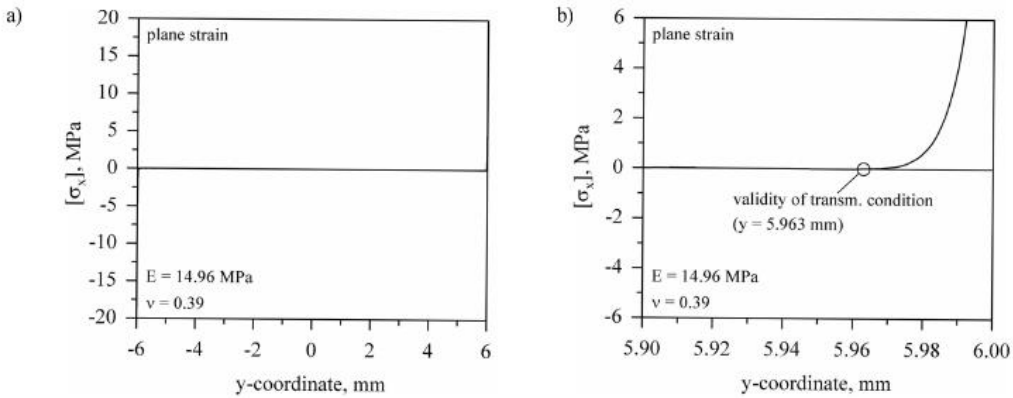 a)
20
15
10
5
0
-5
-10
-15
-20
[σx], MPa
plane strain
E = 14.96 MPa
ν = 0.39
-6 -4 -2 0 2 4 6
y-coordinate, mm
b)
6
4
2
0
-2
-4
-6
[σx], MPa
plane strain
validity of transm. condition
(y = 5.963 mm)
E = 14.96 MPa
ν = 0.39
5.90 5.92 5.94 5.96 5.98 6.00
y-coordinate, mm